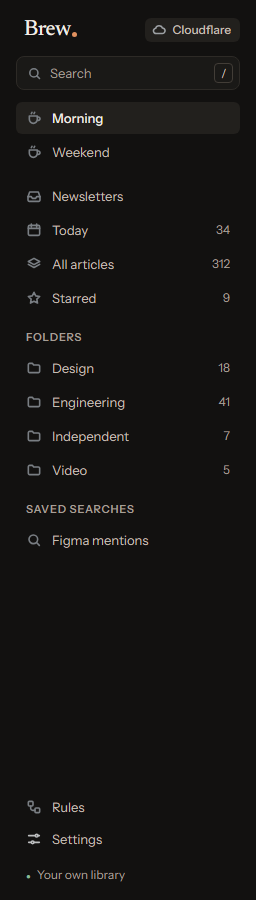 Brew.
Cloudflare
Search /
Morning
Weekend
Newsletters
Today 34
All articles 312
Starred 9
FOLDERS
Design 18
Engineering 41
Independent 7
Video 5
SAVED SEARCHES
Figma mentions
Rules
Settings
• Your own library